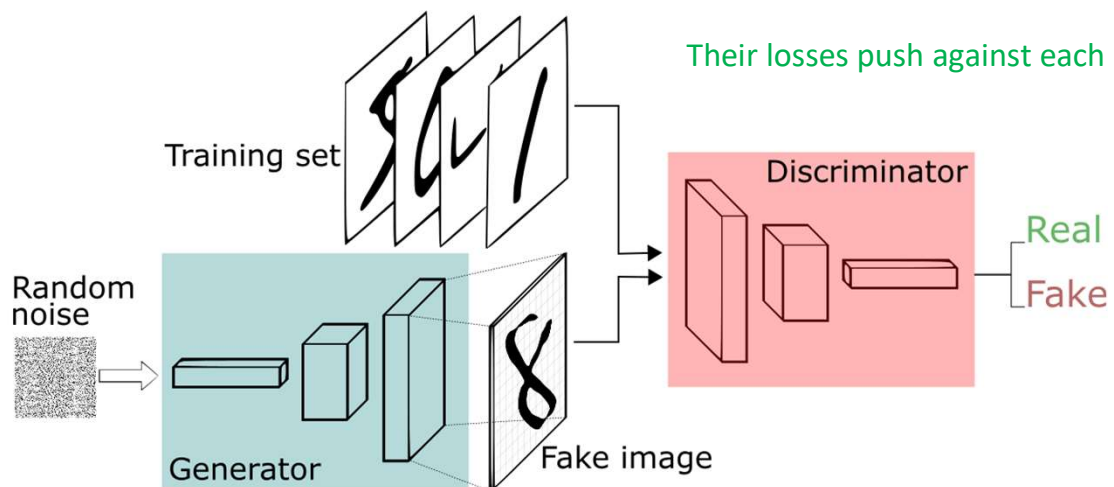 Their losses push against each
Training set
Discriminator
Real
Fake
Random
noise
Generator
Fake image